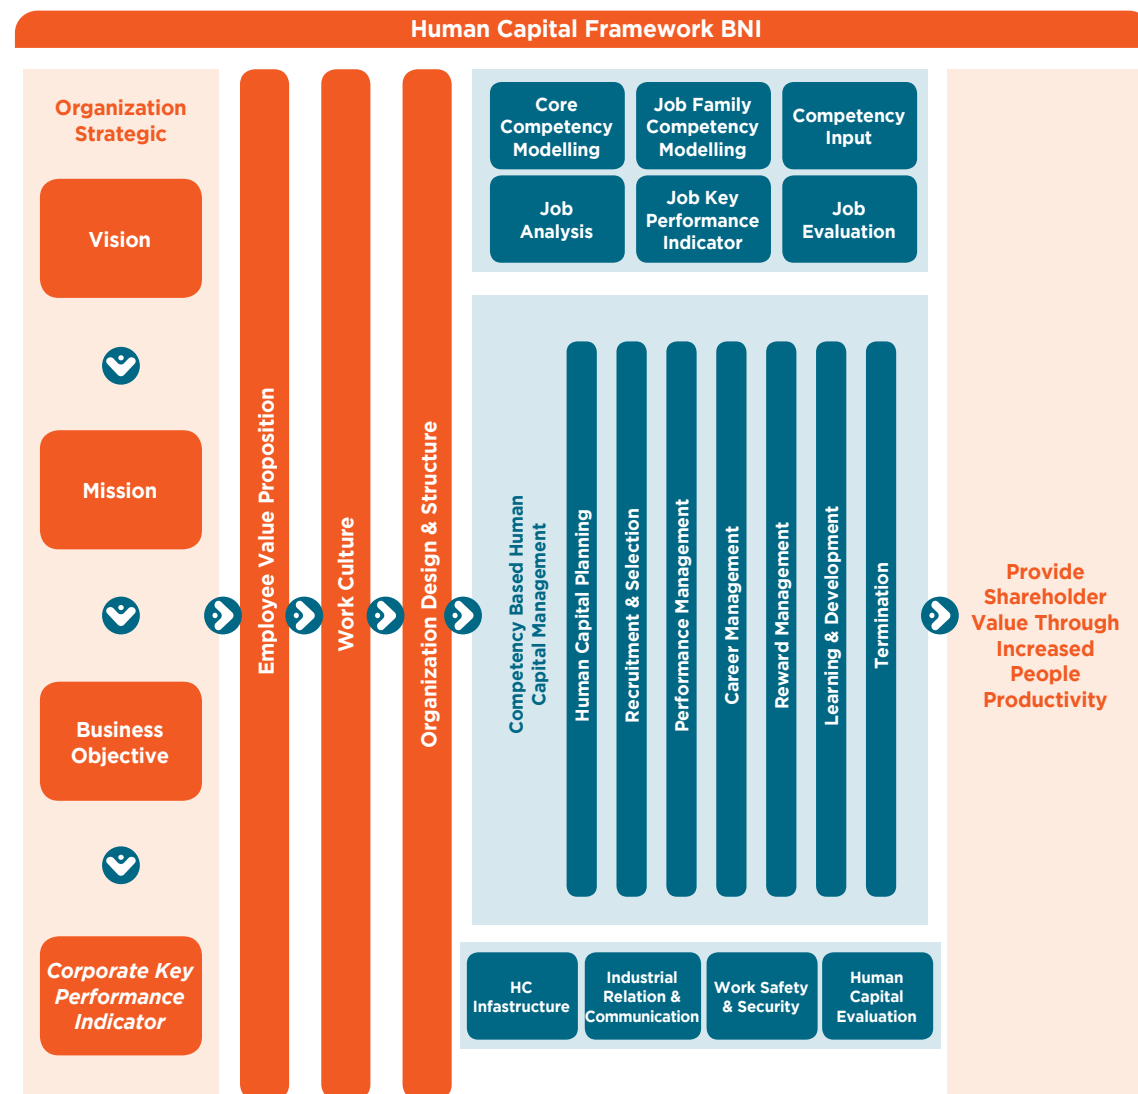 Human Capital Framework BNI
Organization
Strategic
Vision
Mission
Business
Objective
Corporate Key
Performance
Indicator
Employee Value Proposition
Work Culture
Organization Design & Structure
Core
Competency
Modelling
Job Family
Competency
Modelling
Competency
Input
Job
Analysis
Job Key
Performance
Indicator
Job
Evaluation
Competency Based Human
Capital Management
Human Capital Planning
Recruitment & Selection
Performance Management
Career Management
Reward Management
Learning & Development
Termination
HC
Infastructure
Industrial
Relation &
Communication
Work Safety
& Security
Human
Capital
Evaluation
Provide
Shareholder
Value Through
Increased
People
Productivity